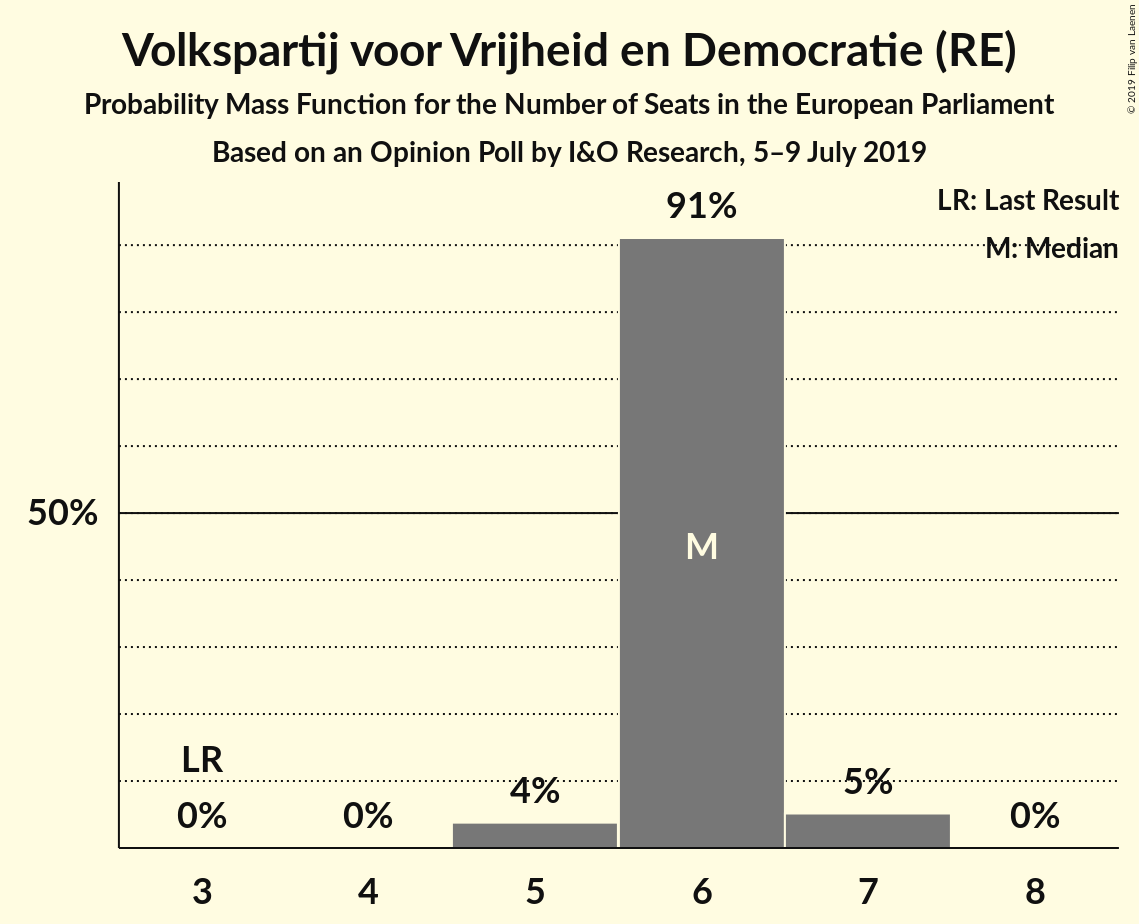 Volkspartij voor Vrijheid en Democratie (RE)
Probability Mass Function for the Number of Seats in the European Parliament
Based on an Opinion Poll by I&O Research, 5–9 July 2019
© 2019 Filip van Laenen
LR: Last Result
M: Median
91%
50%
M
LR
0%
0%
4%
5%
0%
3 4 5 6 7 8